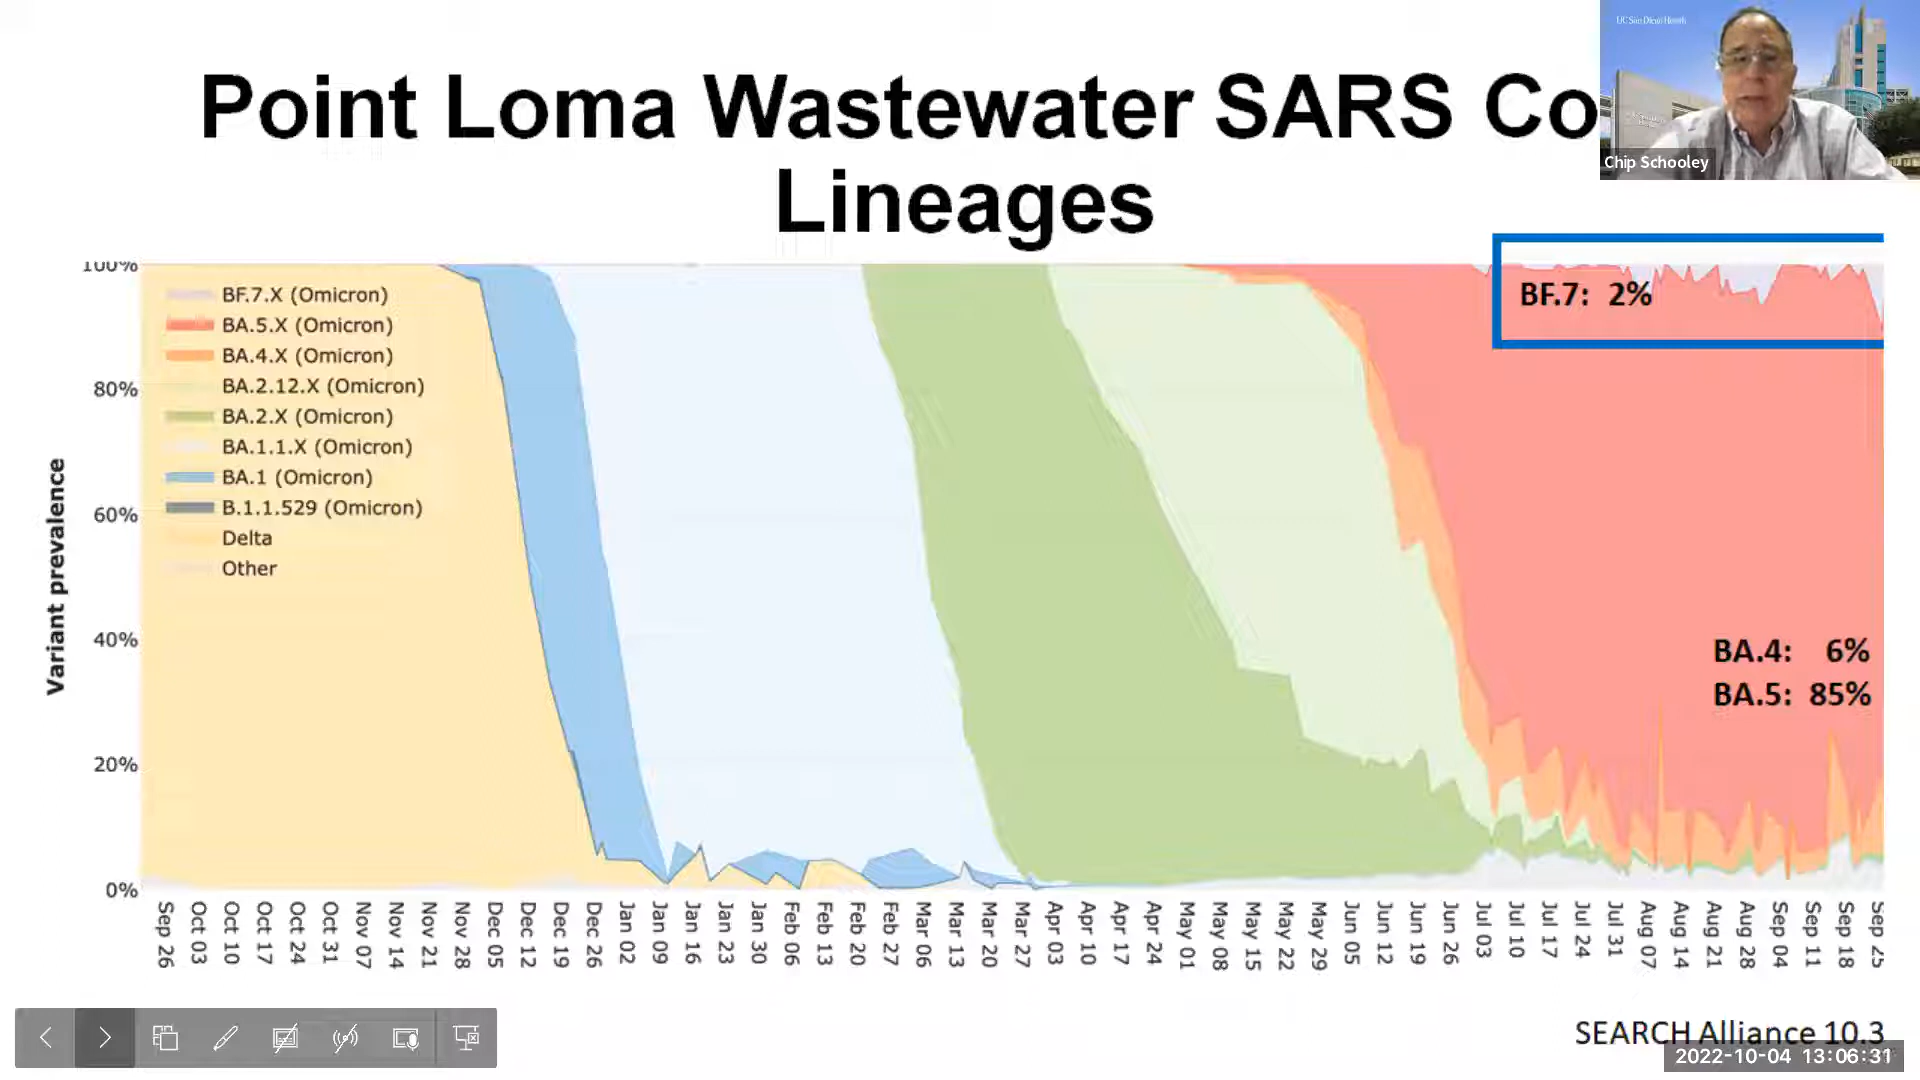 UC San Diego Health
Point Loma Wastewater SARS Co
Lineages
Chip Schooley
BF.7: 2%
100%
80%
60%
40%
20%
0%
Variant prevalence
BF.7.X (Omicron)
BA.5.X (Omicron)
BA.4.X (Omicron)
BA.2.12.X (Omicron)
BA.2.X (Omicron)
BA.1.1.X (Omicron)
BA.1 (Omicron)
B.1.1.529 (Omicron)
Delta
Other
BA.4: 6%
BA.5: 85%
Sep 26
Oct 03
Oct 10
Oct 17
Oct 24
Oct 31
Nov 07
Nov 14
Nov 21
Nov 28
Dec 05
Dec 12
Dec 19
Dec 26
Jan 02
Jan 09
Jan 16
Jan 23
Jan 30
Feb 06
Feb 13
Feb 20
Feb 27
Mar 06
Mar 13
Mar 20
Mar 27
Apr 03
Apr 10
Apr 17
Apr 24
May 01
May 08
May 15
May 22
May 29
Jun 05
Jun 12
Jun 19
Jun 26
Jul 03
Jul 10
Jul 17
Jul 24
Jul 31
Aug 07
Aug 14
Aug 21
Aug 28
Sep 04
Sep 11
Sep 18
Sep 25
SEARCH Alliance 10.3
2022-10-04 13:06:31